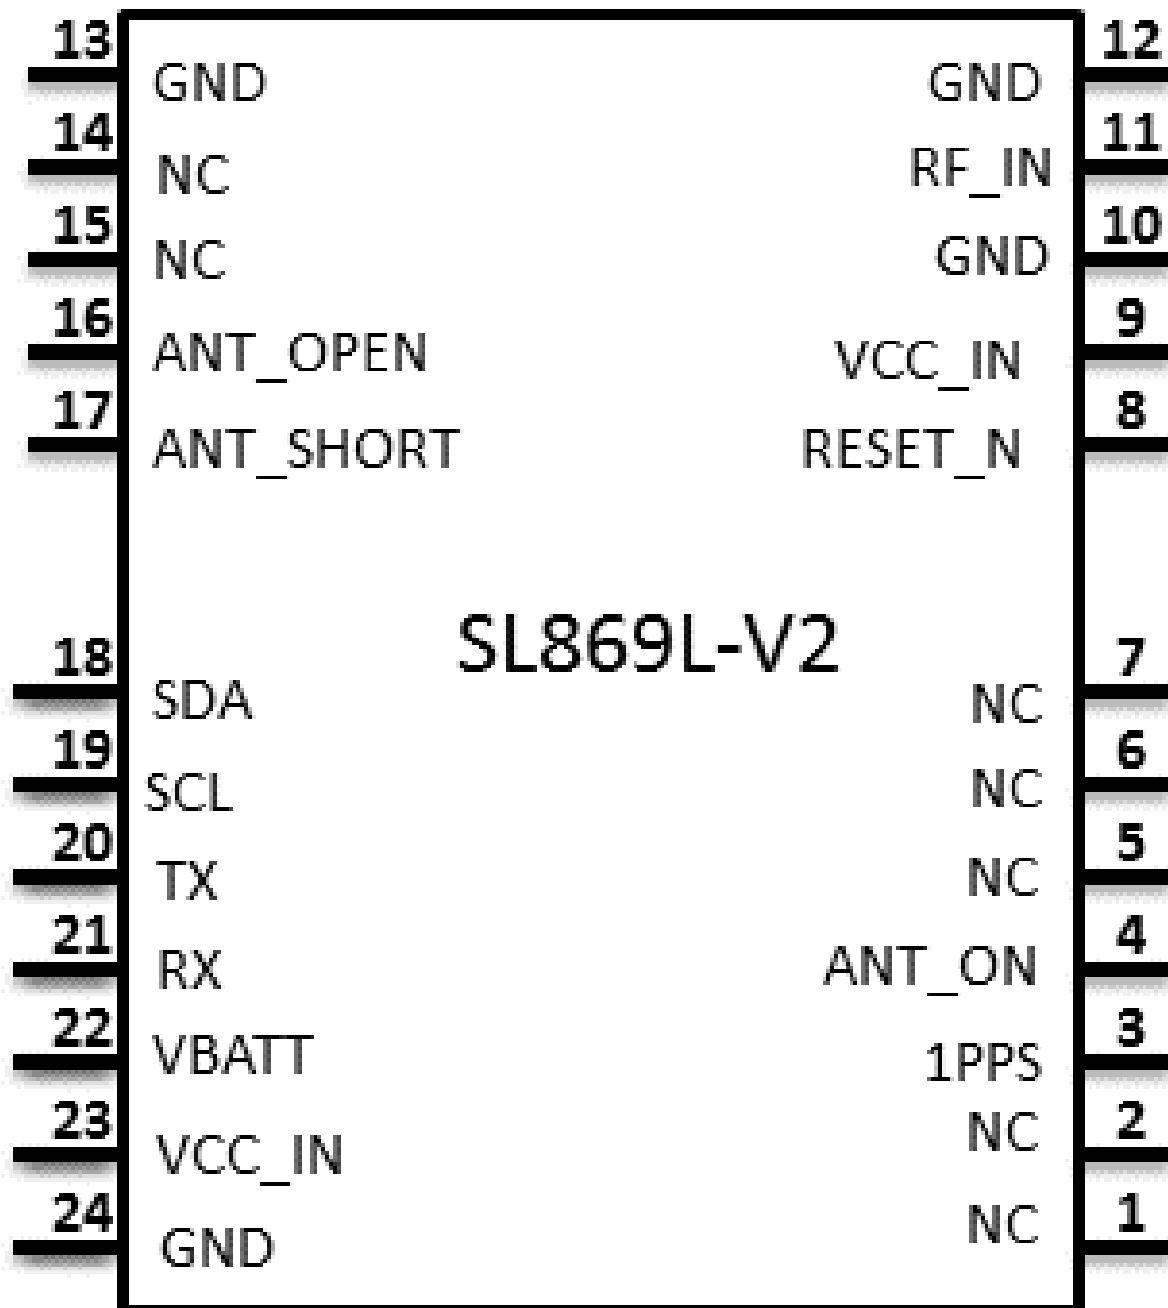 13 GND GND 12
14 NC RF_IN 11
15 NC GND 10
16 ANT_OPEN VCC_IN 9
17 ANT_SHORT RESET_N 8
SL869L-V2
18 SDA NC 7
19 SCL NC 6
20 TX NC 5
21 RX ANT_ON 4
22 VBATT 1PPS 3
23 VCC_IN NC 2
24 GND NC 1